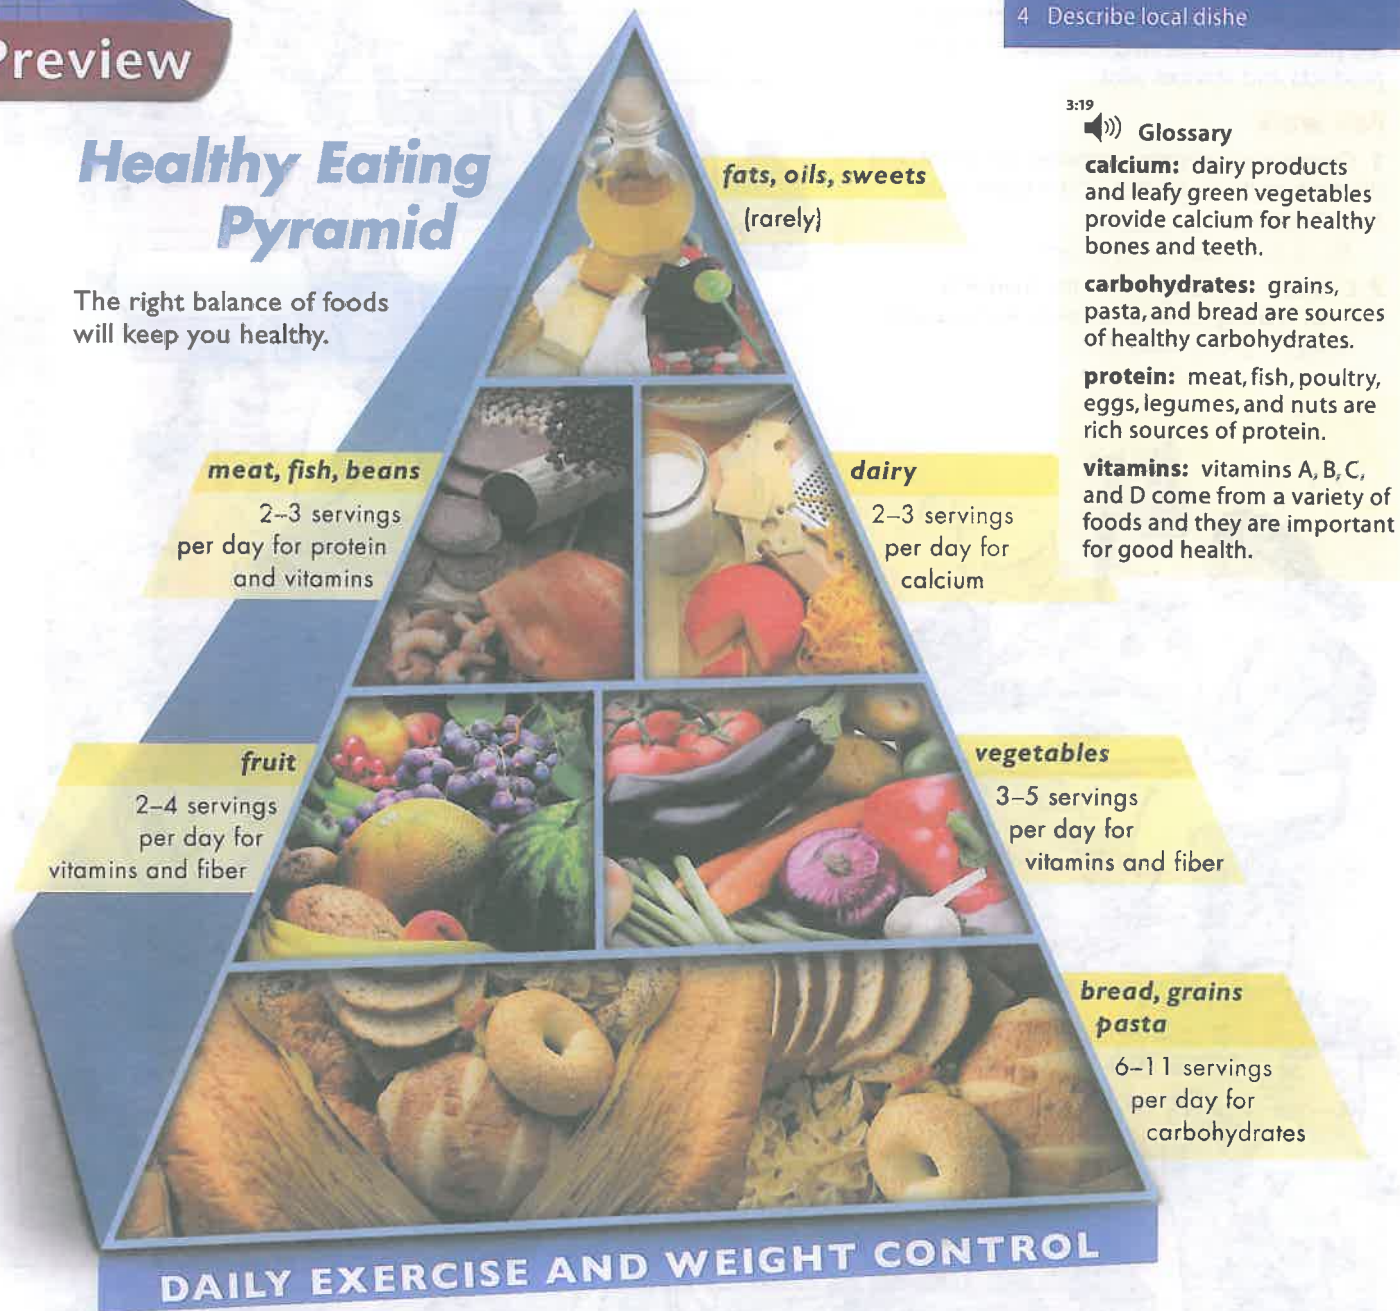 Preview
4 Describe local dishe
Healthy Eating
Pyramid
The right balance of foods
will keep you healthy.
fats, oils, sweets
(rarely)
meat, fish, beans
2–3 servings
per day for protein
and vitamins
dairy
2–3 servings
per day for
calcium
fruit
2–4 servings
per day for
vitamins and fiber
vegetables
3–5 servings
per day for
vitamins and fiber
bread, grains
pasta
6–11 servings
per day for
carbohydrates
DAILY EXERCISE AND WEIGHT CONTROL
3:19
Glossary
calcium: dairy products
and leafy green vegetables
provide calcium for healthy
bones and teeth.
carbohydrates: grains,
pasta, and bread are sources
of healthy carbohydrates.
protein: meat, fish, poultry,
eggs, legumes, and nuts are
rich sources of protein.
vitamins: vitamins A, B, C,
and D come from a variety of
foods and they are important
for good health.